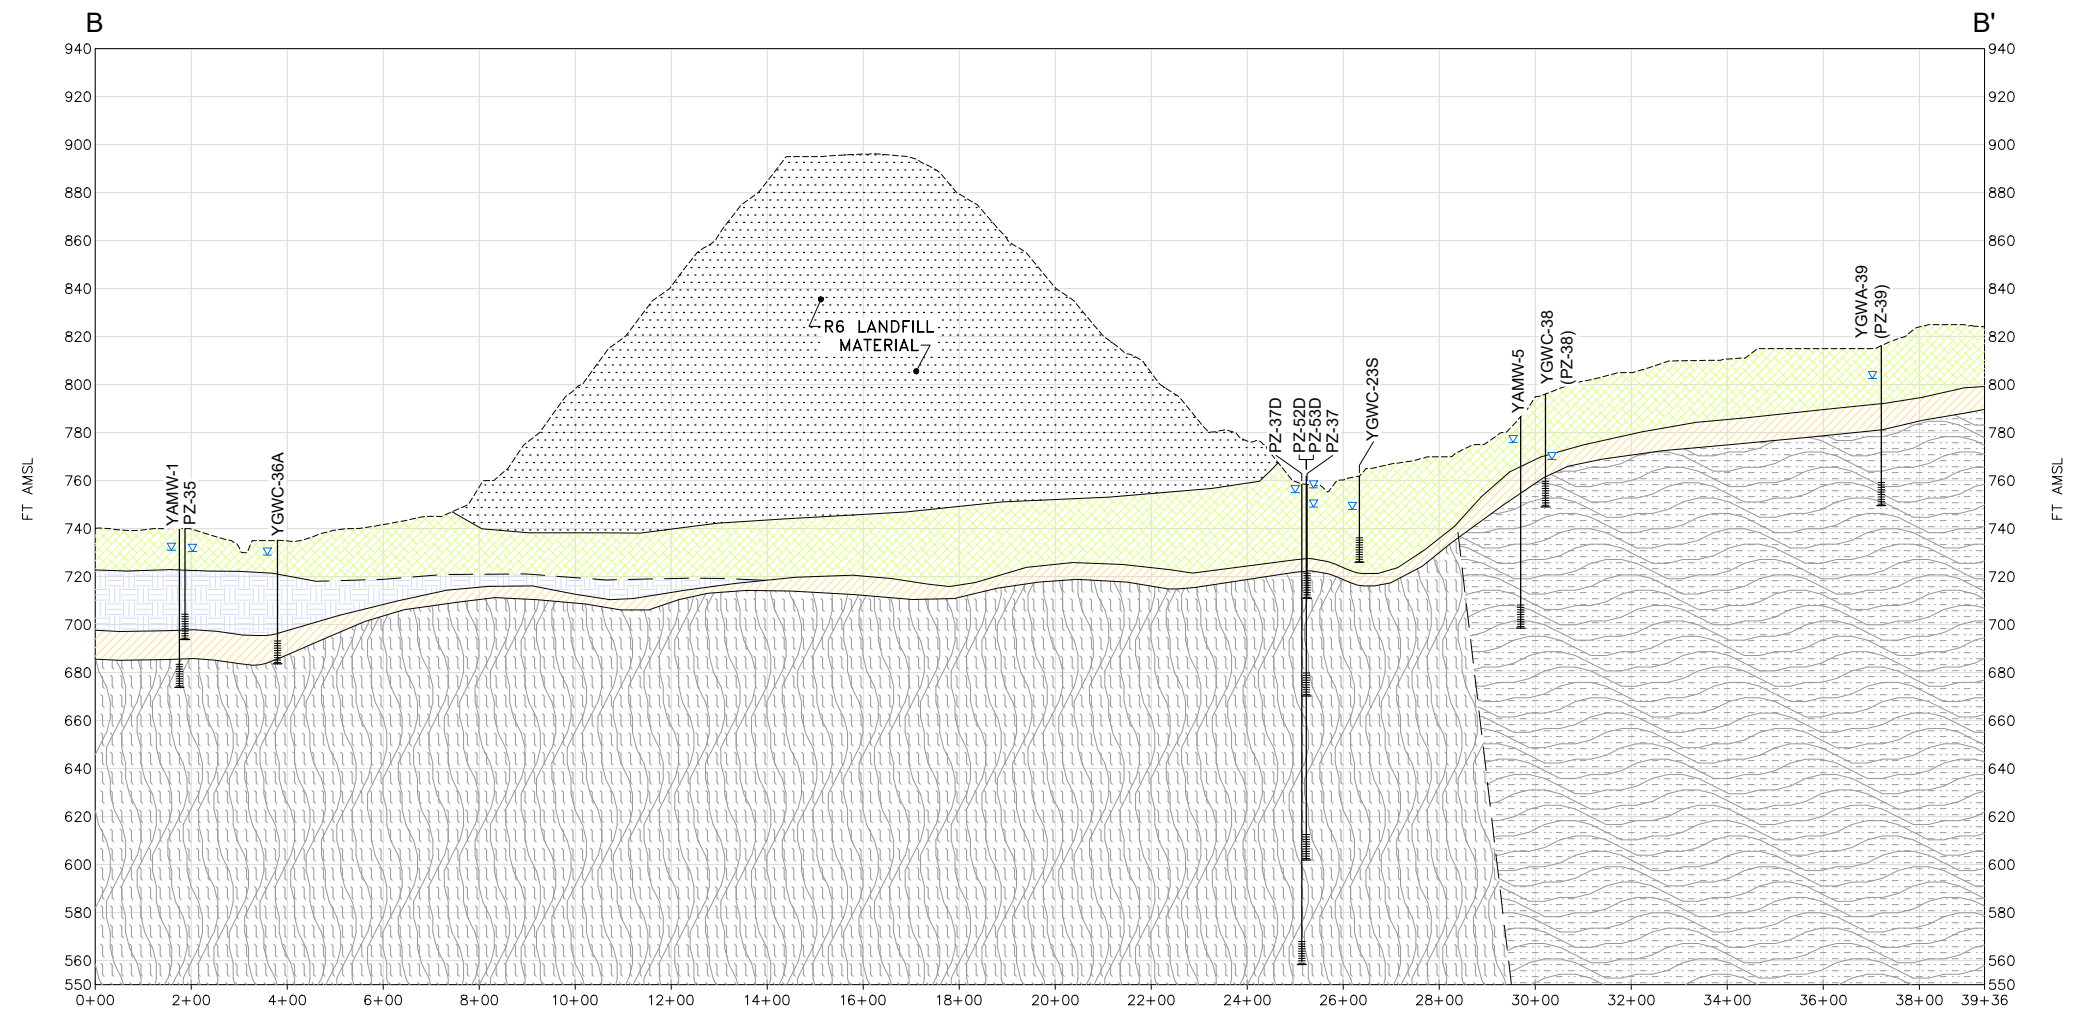 B B'
940 940
920 920
900 900
880 880
860 860
840 840
820 820
800 800
780 780
760 760
740 740
720 720
700 700
680 680
660 660
640 640
620 620
600 600
580 580
560 560
550 550
FT AMSL
FT AMSL
YAMW-1
PZ-35
YGWC-36A
R6 LANDFILL
MATERIAL
PZ-37D
PZ-52D
PZ-53D
PZ-37
YGWC-23S
YAMW-5
YGWC-38
(PZ-38)
YGWA-39
(PZ-39)
0+00 2+00 4+00 6+00 8+00 10+00 12+00 14+00 16+00 18+00 20+00 22+00 24+00 26+00 28+00 30+00 32+00 34+00 36+00 38+00 39+36